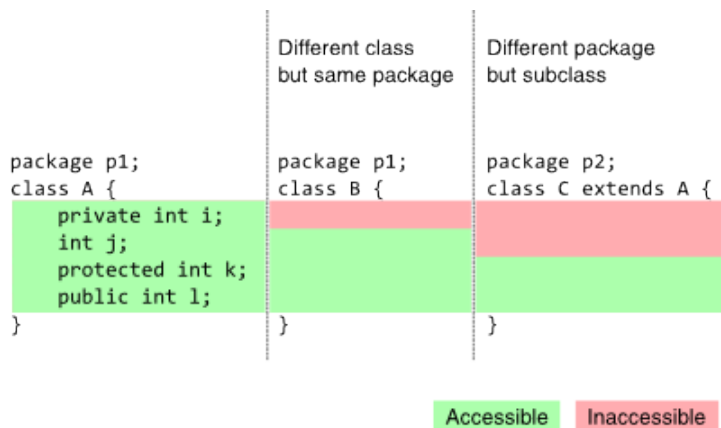 Different class
but same package
Different package
but subclass
package p1;
class A {
    private int i;
    int j;
    protected int k;
    public int l;
}
package p1;
class B {
}
package p2;
class C extends A {
}
Accessible
Inaccessible